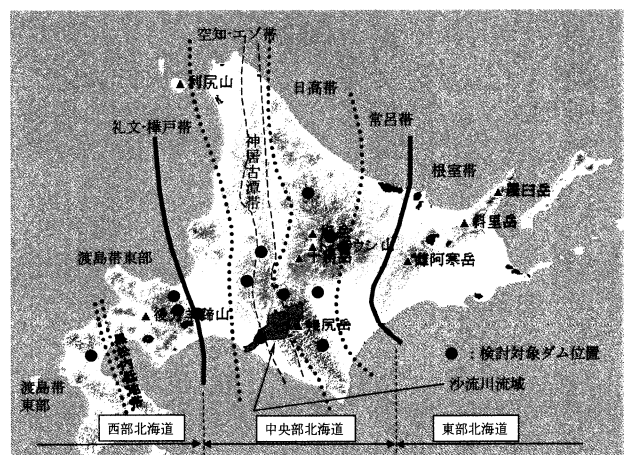 空知･エゾ帯
利尻山
日高帯
礼文･樺戸帯
常呂帯
神居古潭帯
根室帯
羅臼岳
斜里岳
渡島帯東部
雌阿寒岳
幌尻岳
：検討対象ダム位置
渡島帯
東部
沙流川流域
西部北海道
中央部北海道
東部北海道